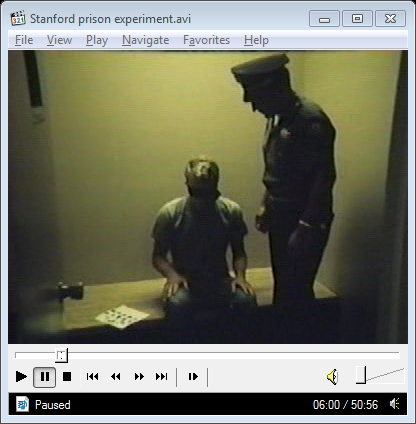 Stanford prison experiment.avi
File View Play Navigate Favorites Help
Paused 06:00 / 50:56